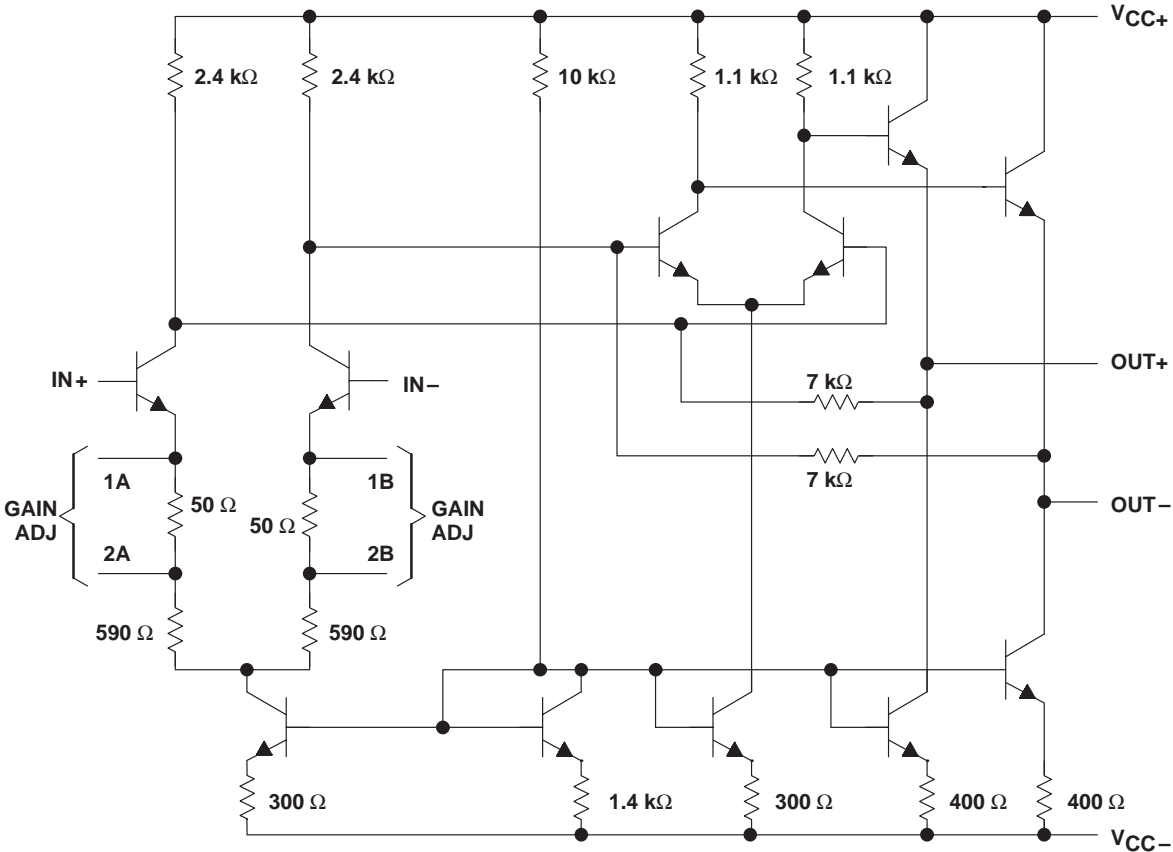 VCC+
2.4 kΩ
2.4 kΩ
10 kΩ
1.1 kΩ
1.1 kΩ
OUT+
IN+
IN−
7 kΩ
7 kΩ
1A
1B
GAIN
ADJ
50 Ω
50 Ω
GAIN
ADJ
OUT−
2A
2B
590 Ω
590 Ω
300 Ω
1.4 kΩ
300 Ω
400 Ω
400 Ω
VCC−